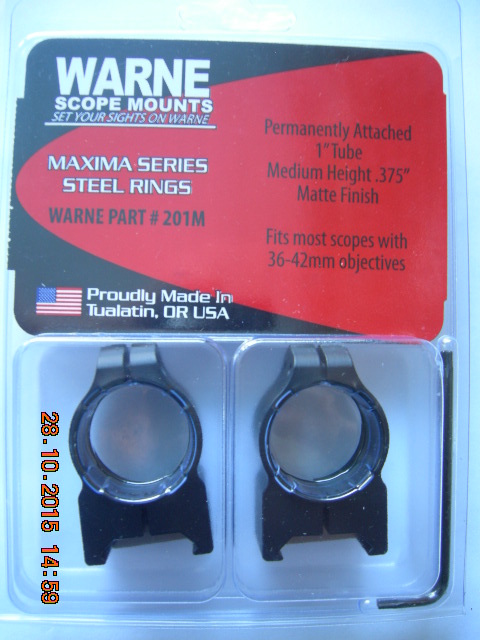 WARNE
SCOPE MOUNTS
SET YOUR SIGHTS ON WARNE
MAXIMA SERIES
STEEL RINGS
WARNE PART # 201M
Permanently Attached
1" Tube
Medium Height .375"
Matte Finish
Fits most scopes with
36-42mm objectives
Proudly Made In
Tualatin, OR USA
28.10.2015 14:59